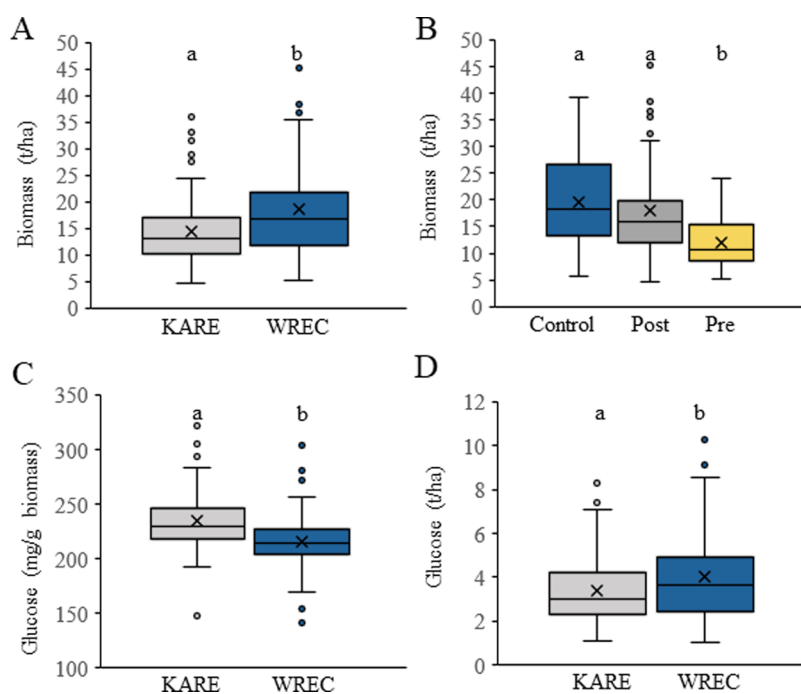 A
a b
Biomass (t/ha)
50
45
40
35
30
25
20
15
10
5
0
KARE WREC
B
a a b
Biomass (t/ha)
50
45
40
35
30
25
20
15
10
5
0
Control Post Pre
C
a b
Glucose (mg/g biomass)
350
300
250
200
150
100
KARE WREC
D
a b
Glucose (t/ha)
12
10
8
6
4
2
0
KARE WREC